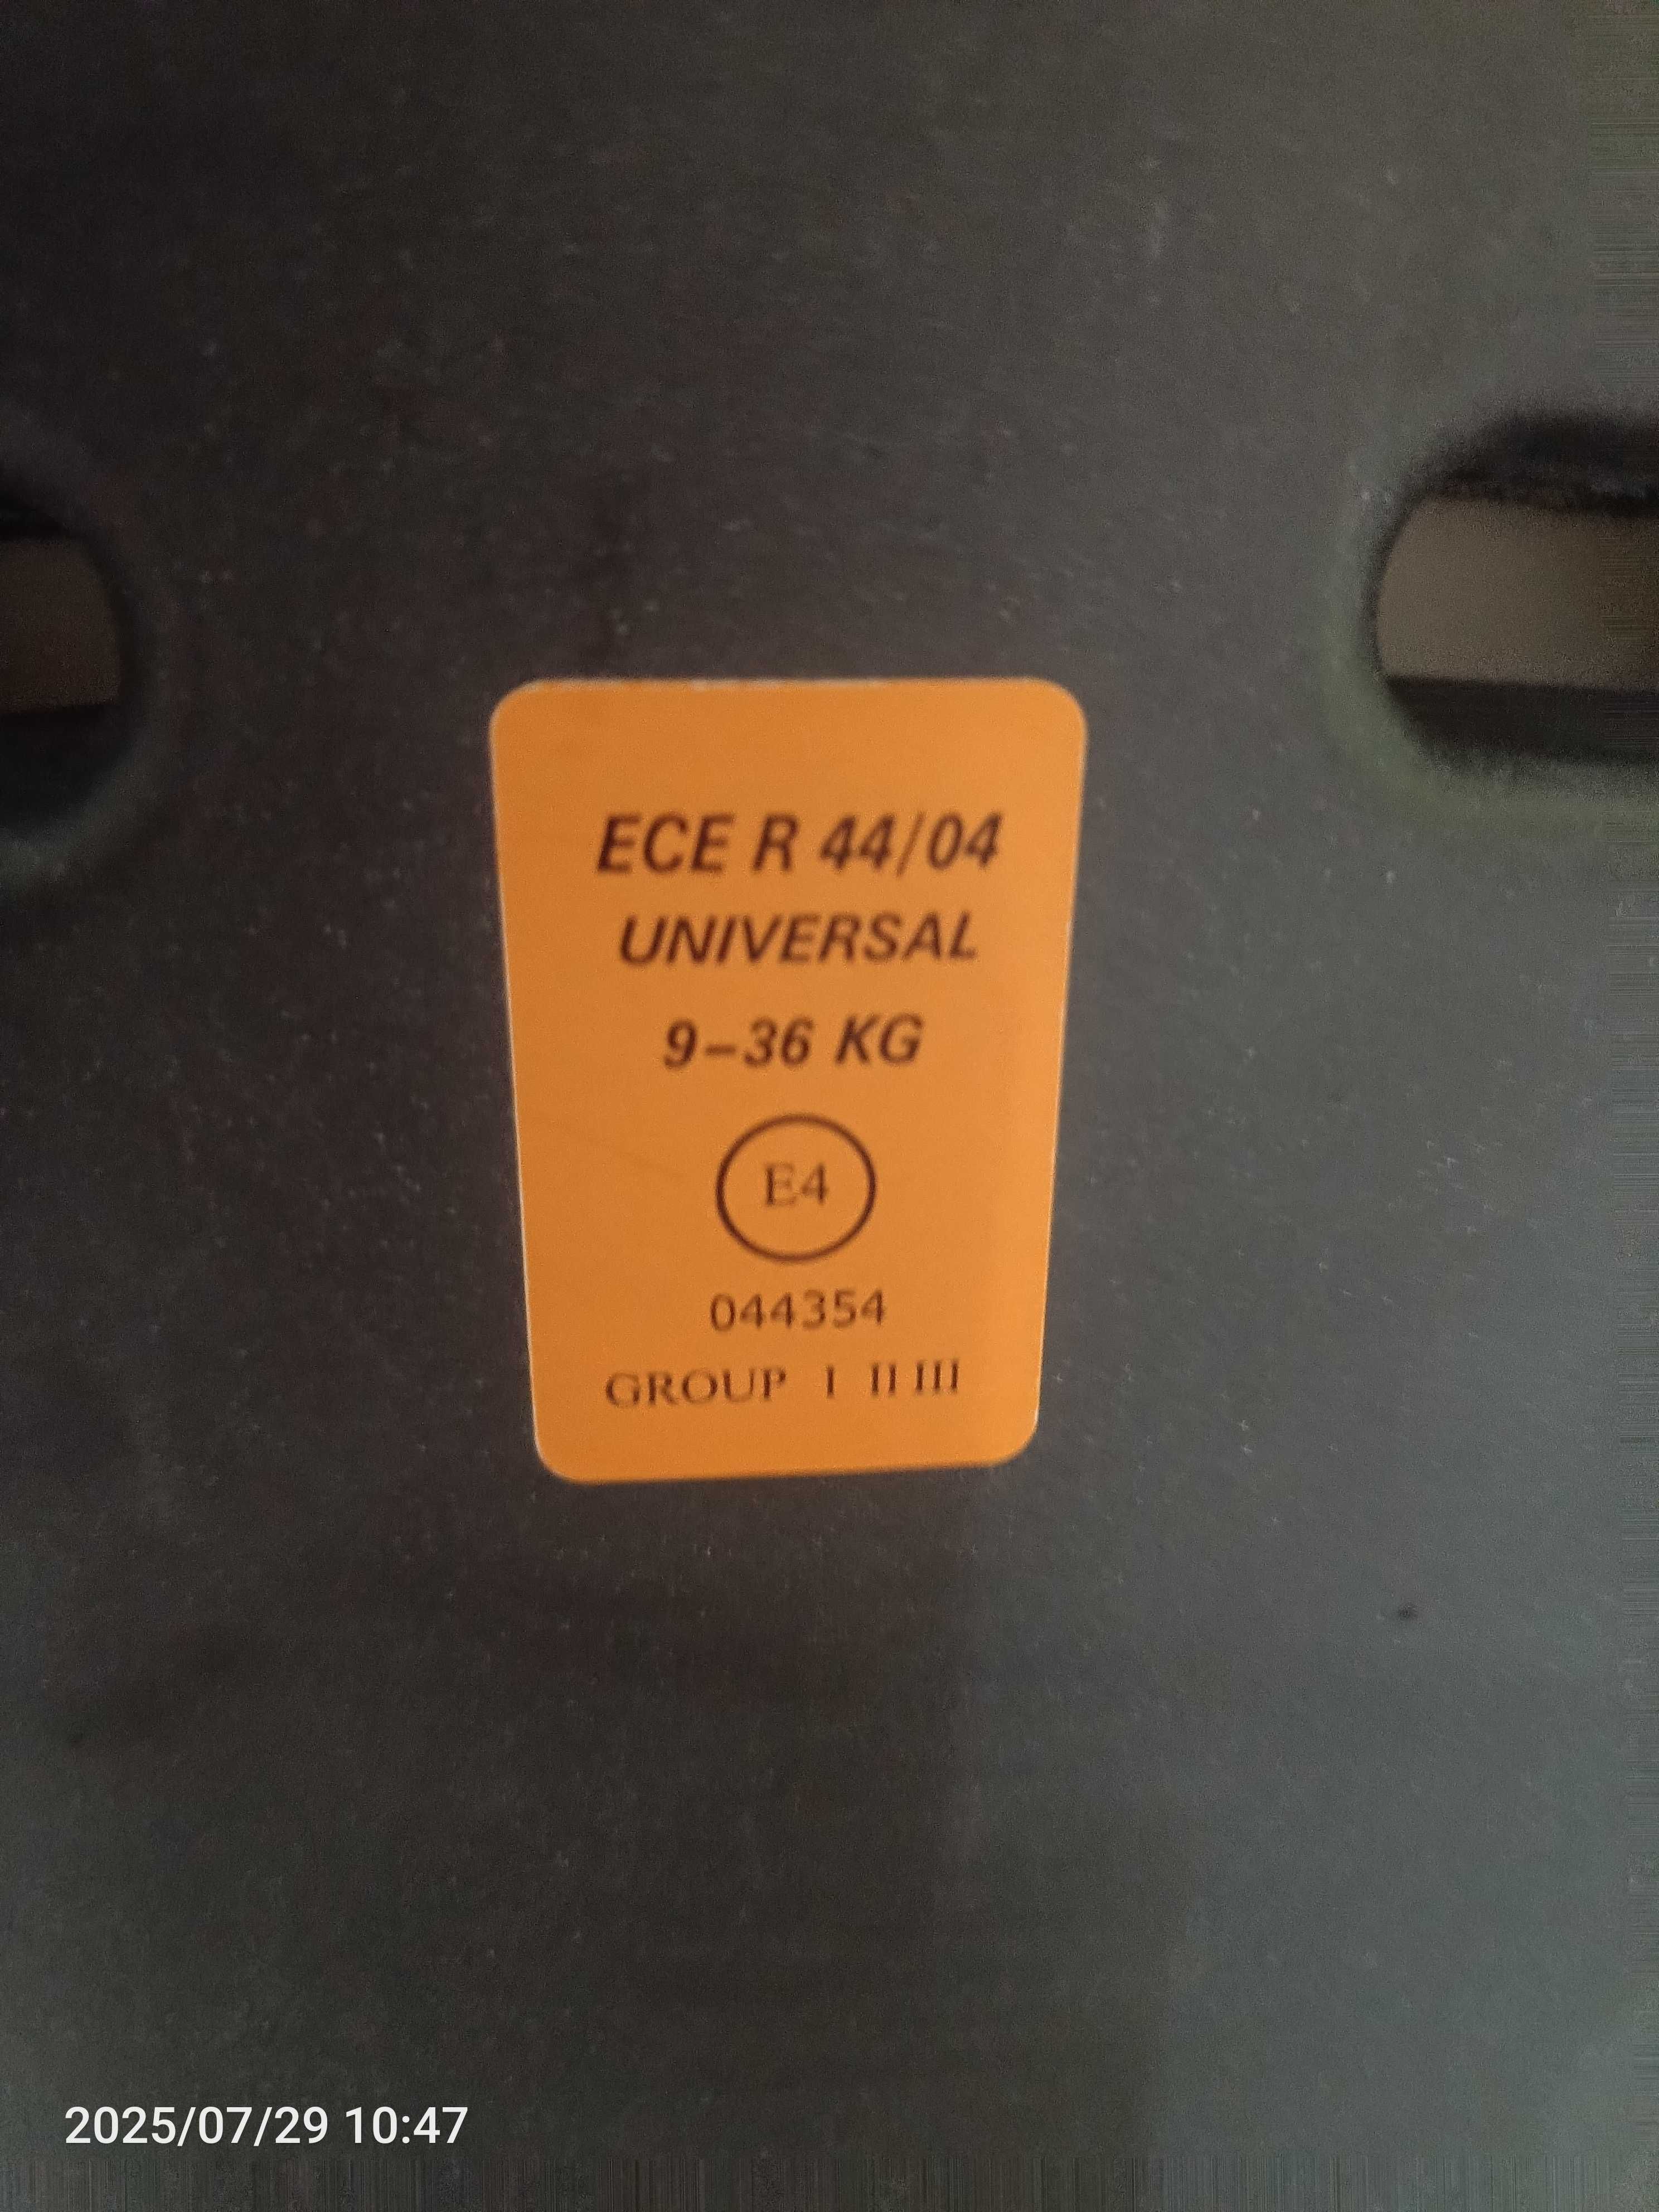 ECE R 44/04
UNIVERSAL
9-36 KG
E4
044354
GROUP I II III
2025/07/29 10:47